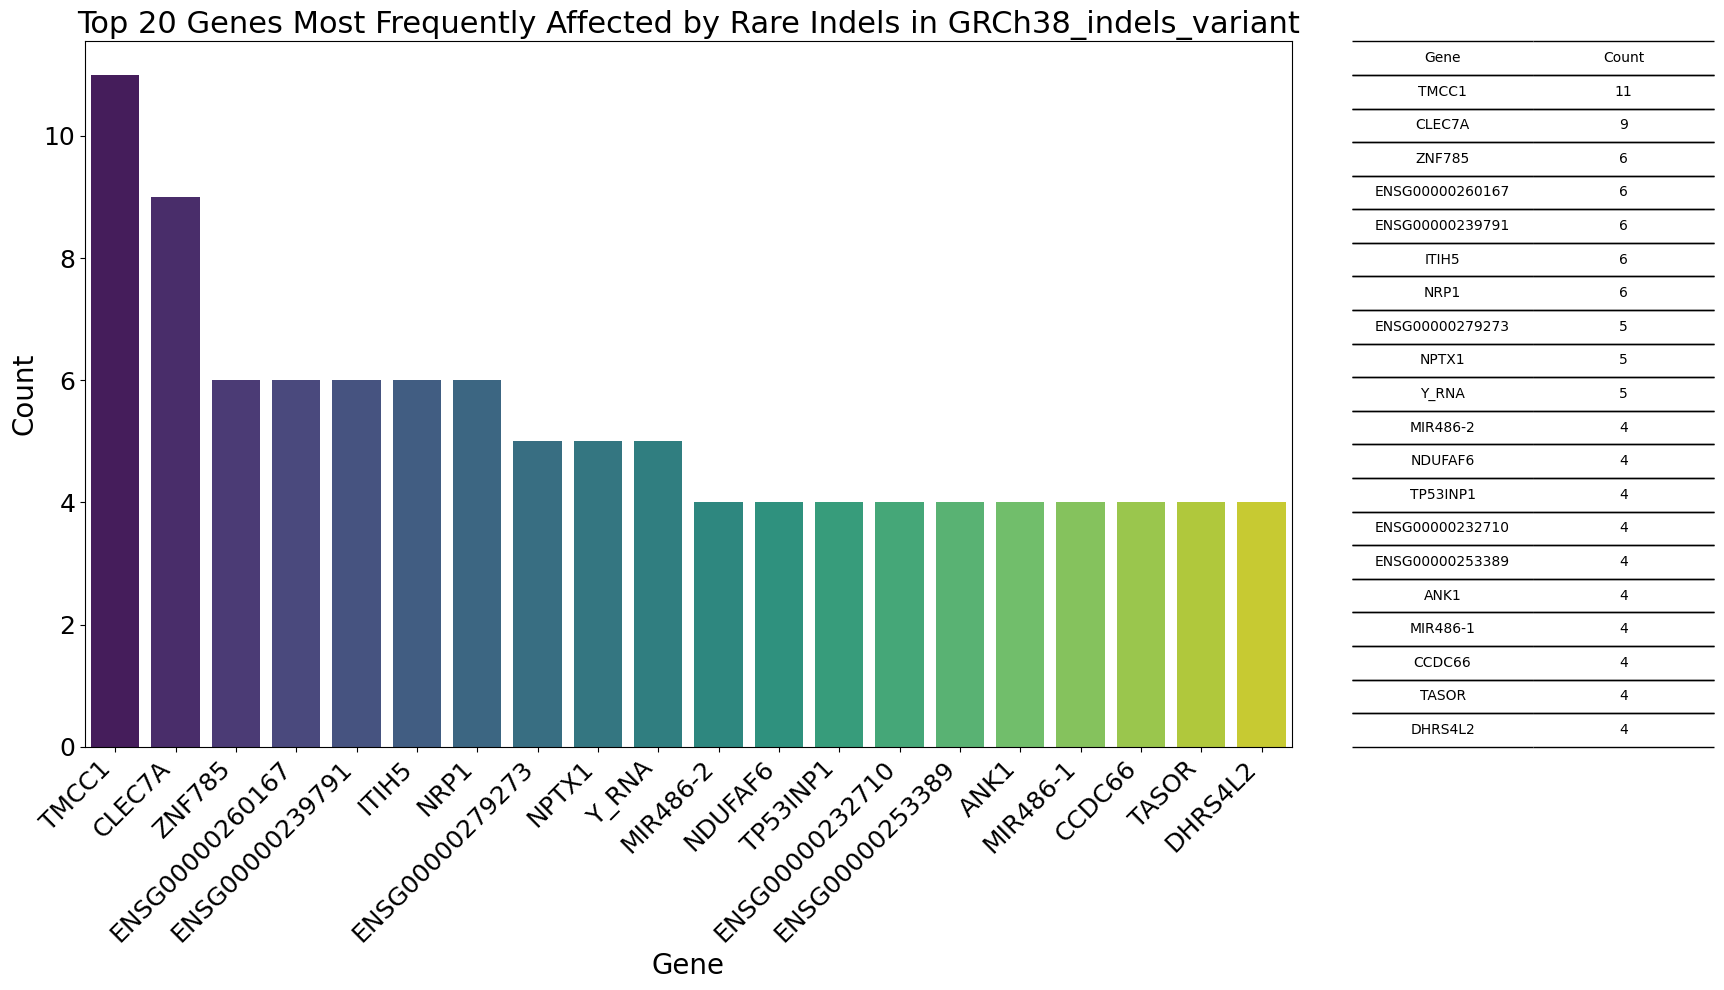 Top 20 Genes Most Frequently Affected by Rare Indels in GRCh38_indels_variant
Count
10
8
6
4
2
0
TMCC1
CLEC7A
ZNF785
ENSG00000260167
ENSG00000239791
ITIH5
NRP1
ENSG00000279273
NPTX1
Y_RNA
MIR486-2
NDUFAF6
TP53INP1
ENSG00000232710
ENSG00000253389
ANK1
MIR486-1
CCDC66
TASOR
DHRS4L2
Gene
Gene Count
TMCC1 11
CLEC7A 9
ZNF785 6
ENSG00000260167 6
ENSG00000239791 6
ITIH5 6
NRP1 6
ENSG00000279273 5
NPTX1 5
Y_RNA 5
MIR486-2 4
NDUFAF6 4
TP53INP1 4
ENSG00000232710 4
ENSG00000253389 4
ANK1 4
MIR486-1 4
CCDC66 4
TASOR 4
DHRS4L2 4